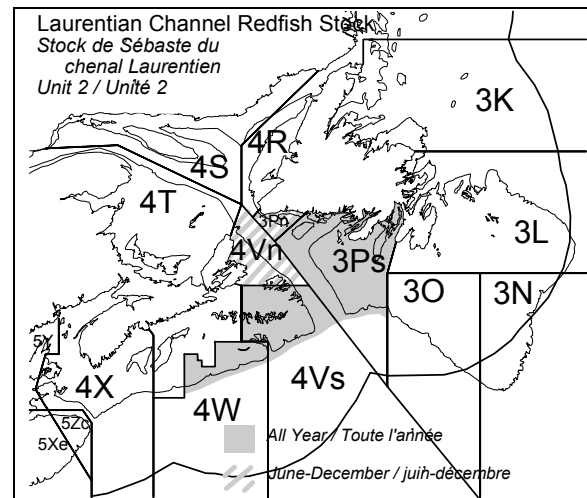 Laurentian Channel Redfish Stock
Stock de Sébaste du
chenal Laurentien
Unit 2 / Unîté 2
3K
4R
4S
4T
3Pn
3L
4Vn
3Ps
3O
3N
5Y
4X
4Vs
4W
5Zc
5Xe
All Year / Toute l'année
June-December / juin-décembre